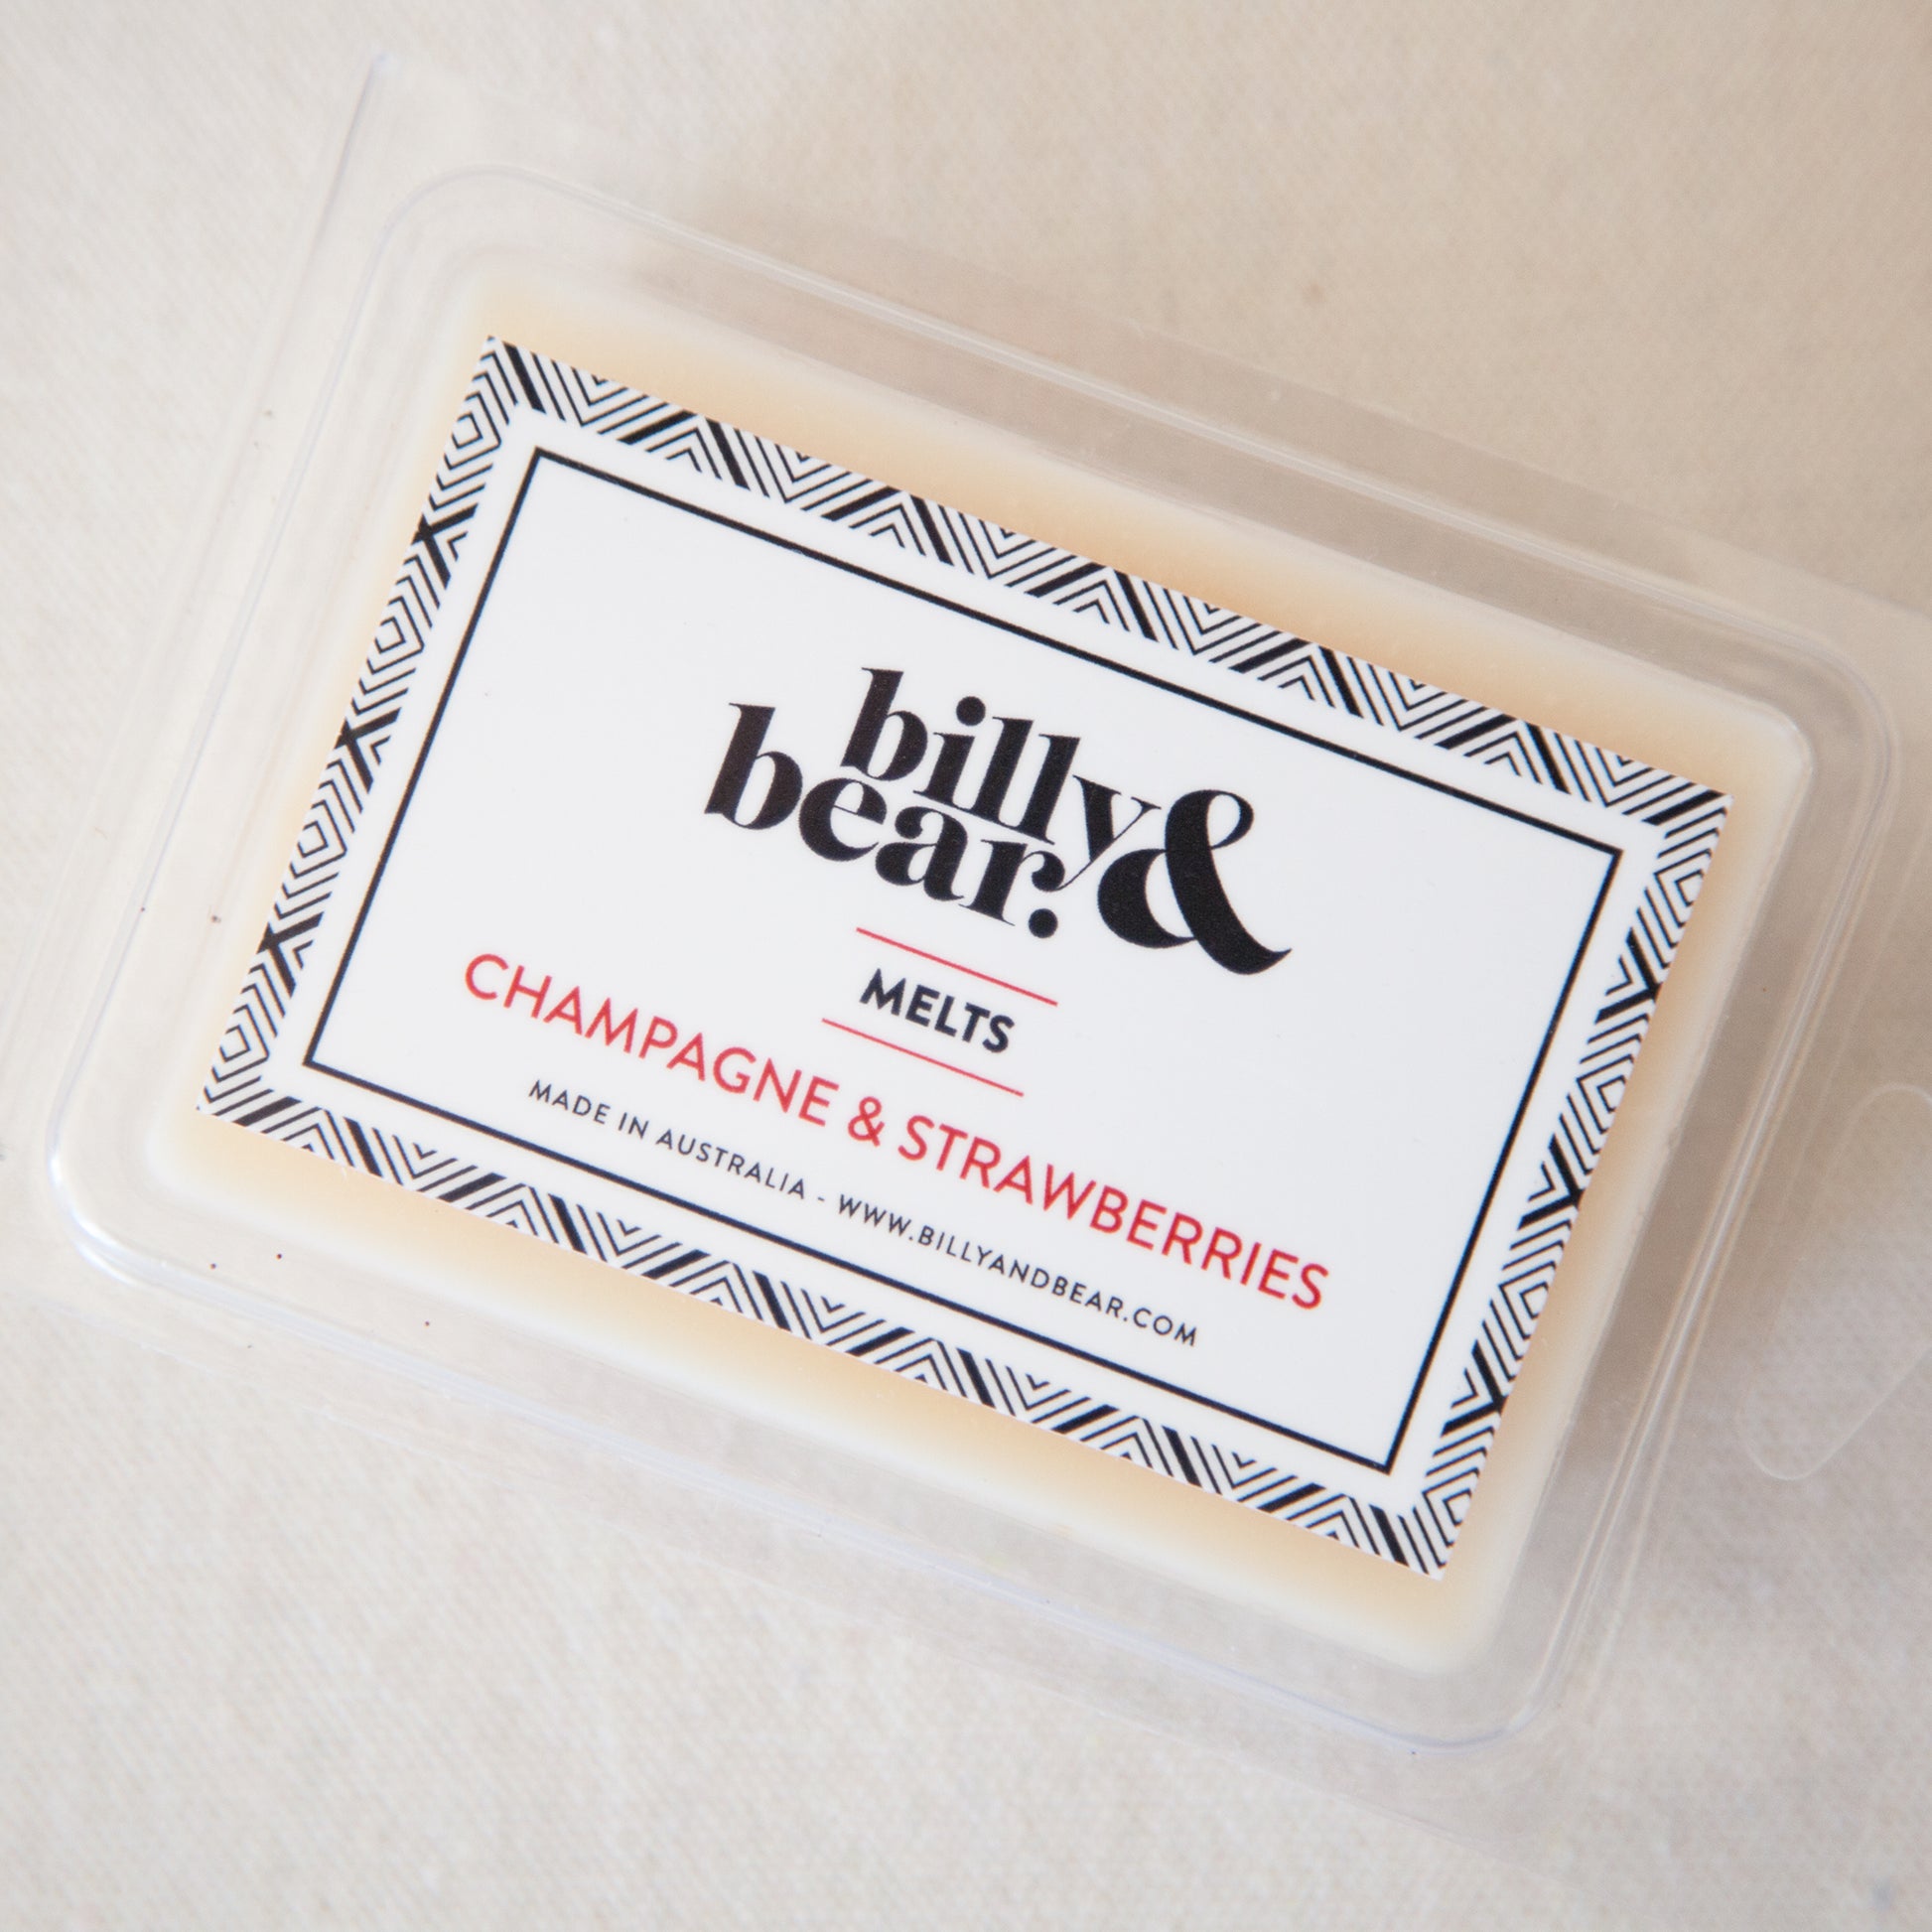 billy &
bear.
MELTS
CHAMPAGNE & STRAWBERRIES
MADE IN AUSTRALIA - WWW.BILLYANDBEAR.COM